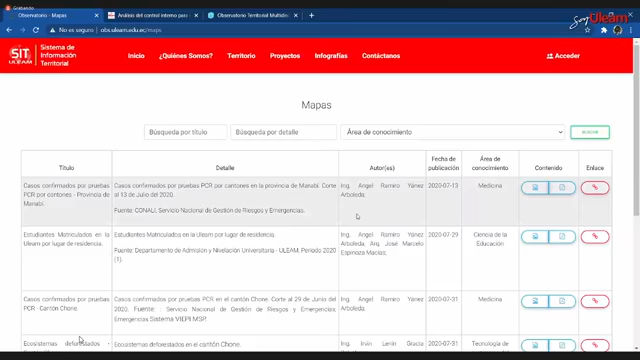 Grabando
Observatorio - Mapas
Análisis del control interno pass
Observatorio Territorial Multidisc
soyUleam
No es seguro | obs.uleam.edu.ec/maps
SIT
ULEAM
Sistema de
Información
Territorial
Inicio
¿Quiénes Somos?
Territorio
Proyectos
Infografías
Contáctanos
Acceder
Mapas
Búsqueda por título
Búsqueda por detalle
Área de conocimiento
BUSCAR
Título
Detalle
Autor(es)
Fecha de
publicación
Área de
conocimiento
Contenido
Enlace
Casos confirmados por pruebas
PCR por cantones - Provincia de
Manabí.
Casos confirmados por pruebas PCR por cantones en la provincia de Manabí. Corte
al 13 de Julio del 2020.
Fuente: CONALI, Servicio Nacional de Gestión de Riesgos y Emergencias.
Ing. Angel Ramiro Yánez
Arboleda;
2020-07-13
Medicina
Estudiantes Matriculados en la
Uleam por lugar de residencia.
Estudiantes Matriculados en la Uleam por lugar de residencia.
Fuente: Departamento de Admisión y Nivelación Universitaria - ULEAM, Periodo 2020
(1).
Ing. Angel Ramiro Yánez
Arboleda, Arq. José Marcelo
Espinoza Macías;
2020-07-29
Ciencia de la
Educación
Casos confirmados por pruebas
PCR - Cantón Chone.
Casos confirmados por pruebas PCR en el cantón Chone. Corte al 29 de Junio del
2020. Fuente: Servicio Nacional de Gestión de Riesgos y Emergencias;
Emergencias Sistema VIEPI MSP.
Ing. Angel Ramiro Yánez
Arboleda;
2020-07-31
Medicina
Ecosistemas deforestados -
Ecosistemas deforestados en el cantón Chone.
Ing. Iván Lenin Gracia
2020-07-31
Tecnología de